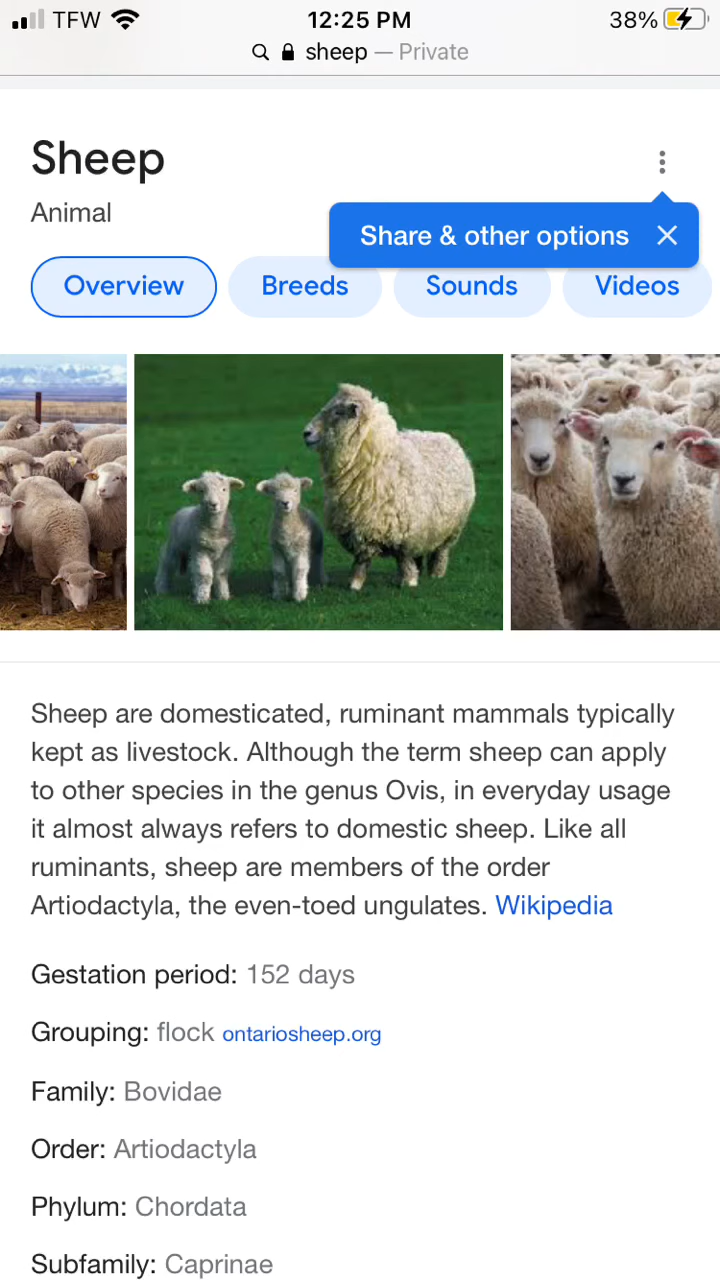 TFW 12:25 PM 38%
sheep — Private
Sheep
Animal
Share & other options
Overview Breeds Sounds Videos
Sheep are domesticated, ruminant mammals typically
kept as livestock. Although the term sheep can apply
to other species in the genus Ovis, in everyday usage
it almost always refers to domestic sheep. Like all
ruminants, sheep are members of the order
Artiodactyla, the even-toed ungulates. Wikipedia
Gestation period: 152 days
Grouping: flock ontariosheep.org
Family: Bovidae
Order: Artiodactyla
Phylum: Chordata
Subfamily: Caprinae